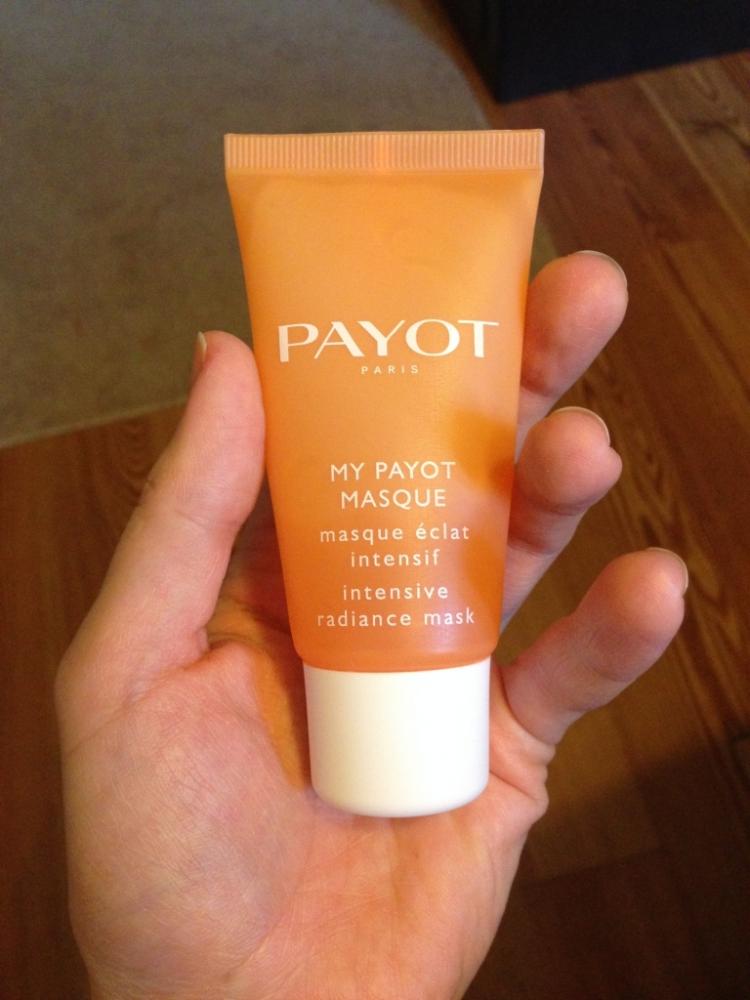 PAYOT
PARIS
MY PAYOT
MASQUE
masque éclat
intensif
intensive
radiance mask